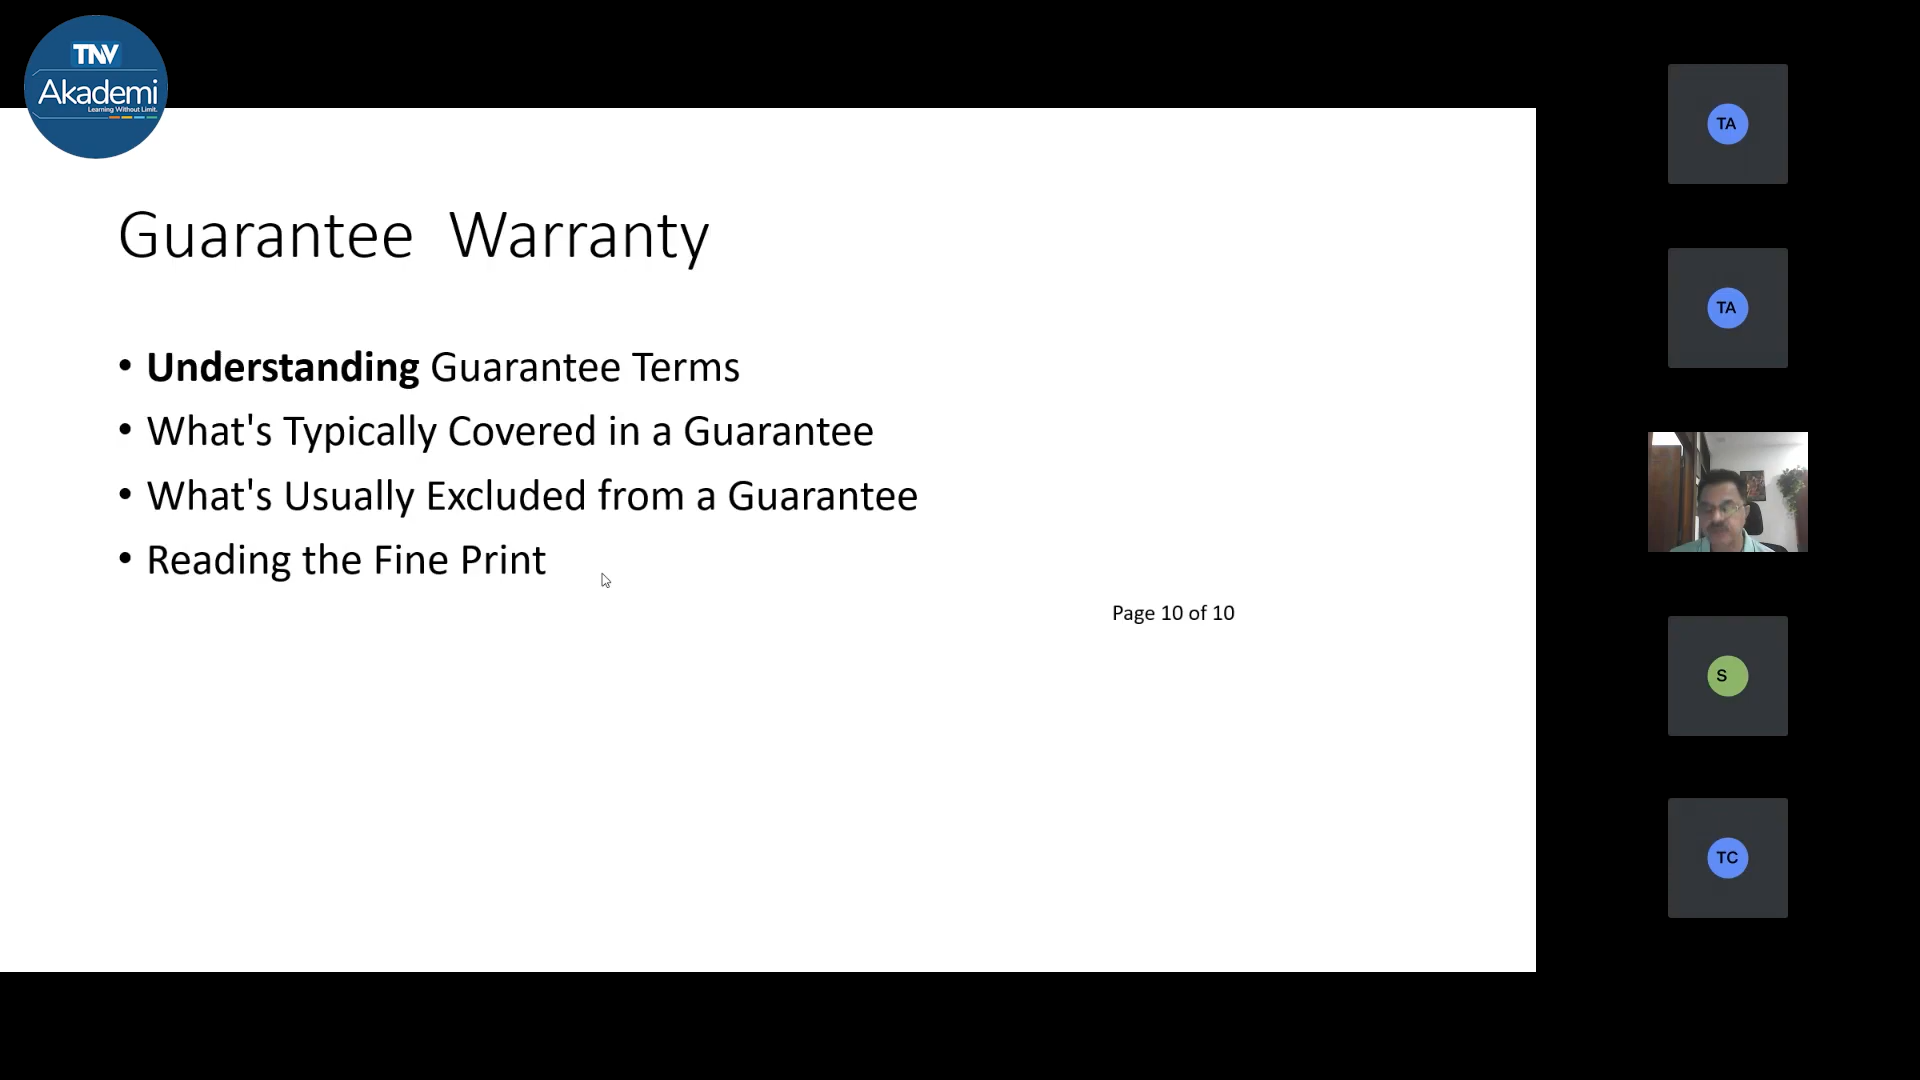 TNV
Akademi
Learning Without Limit.
Guarantee  Warranty
• Understanding Guarantee Terms
• What's Typically Covered in a Guarantee
• What's Usually Excluded from a Guarantee
• Reading the Fine Print
Page 10 of 10
TA
TA
S
TC